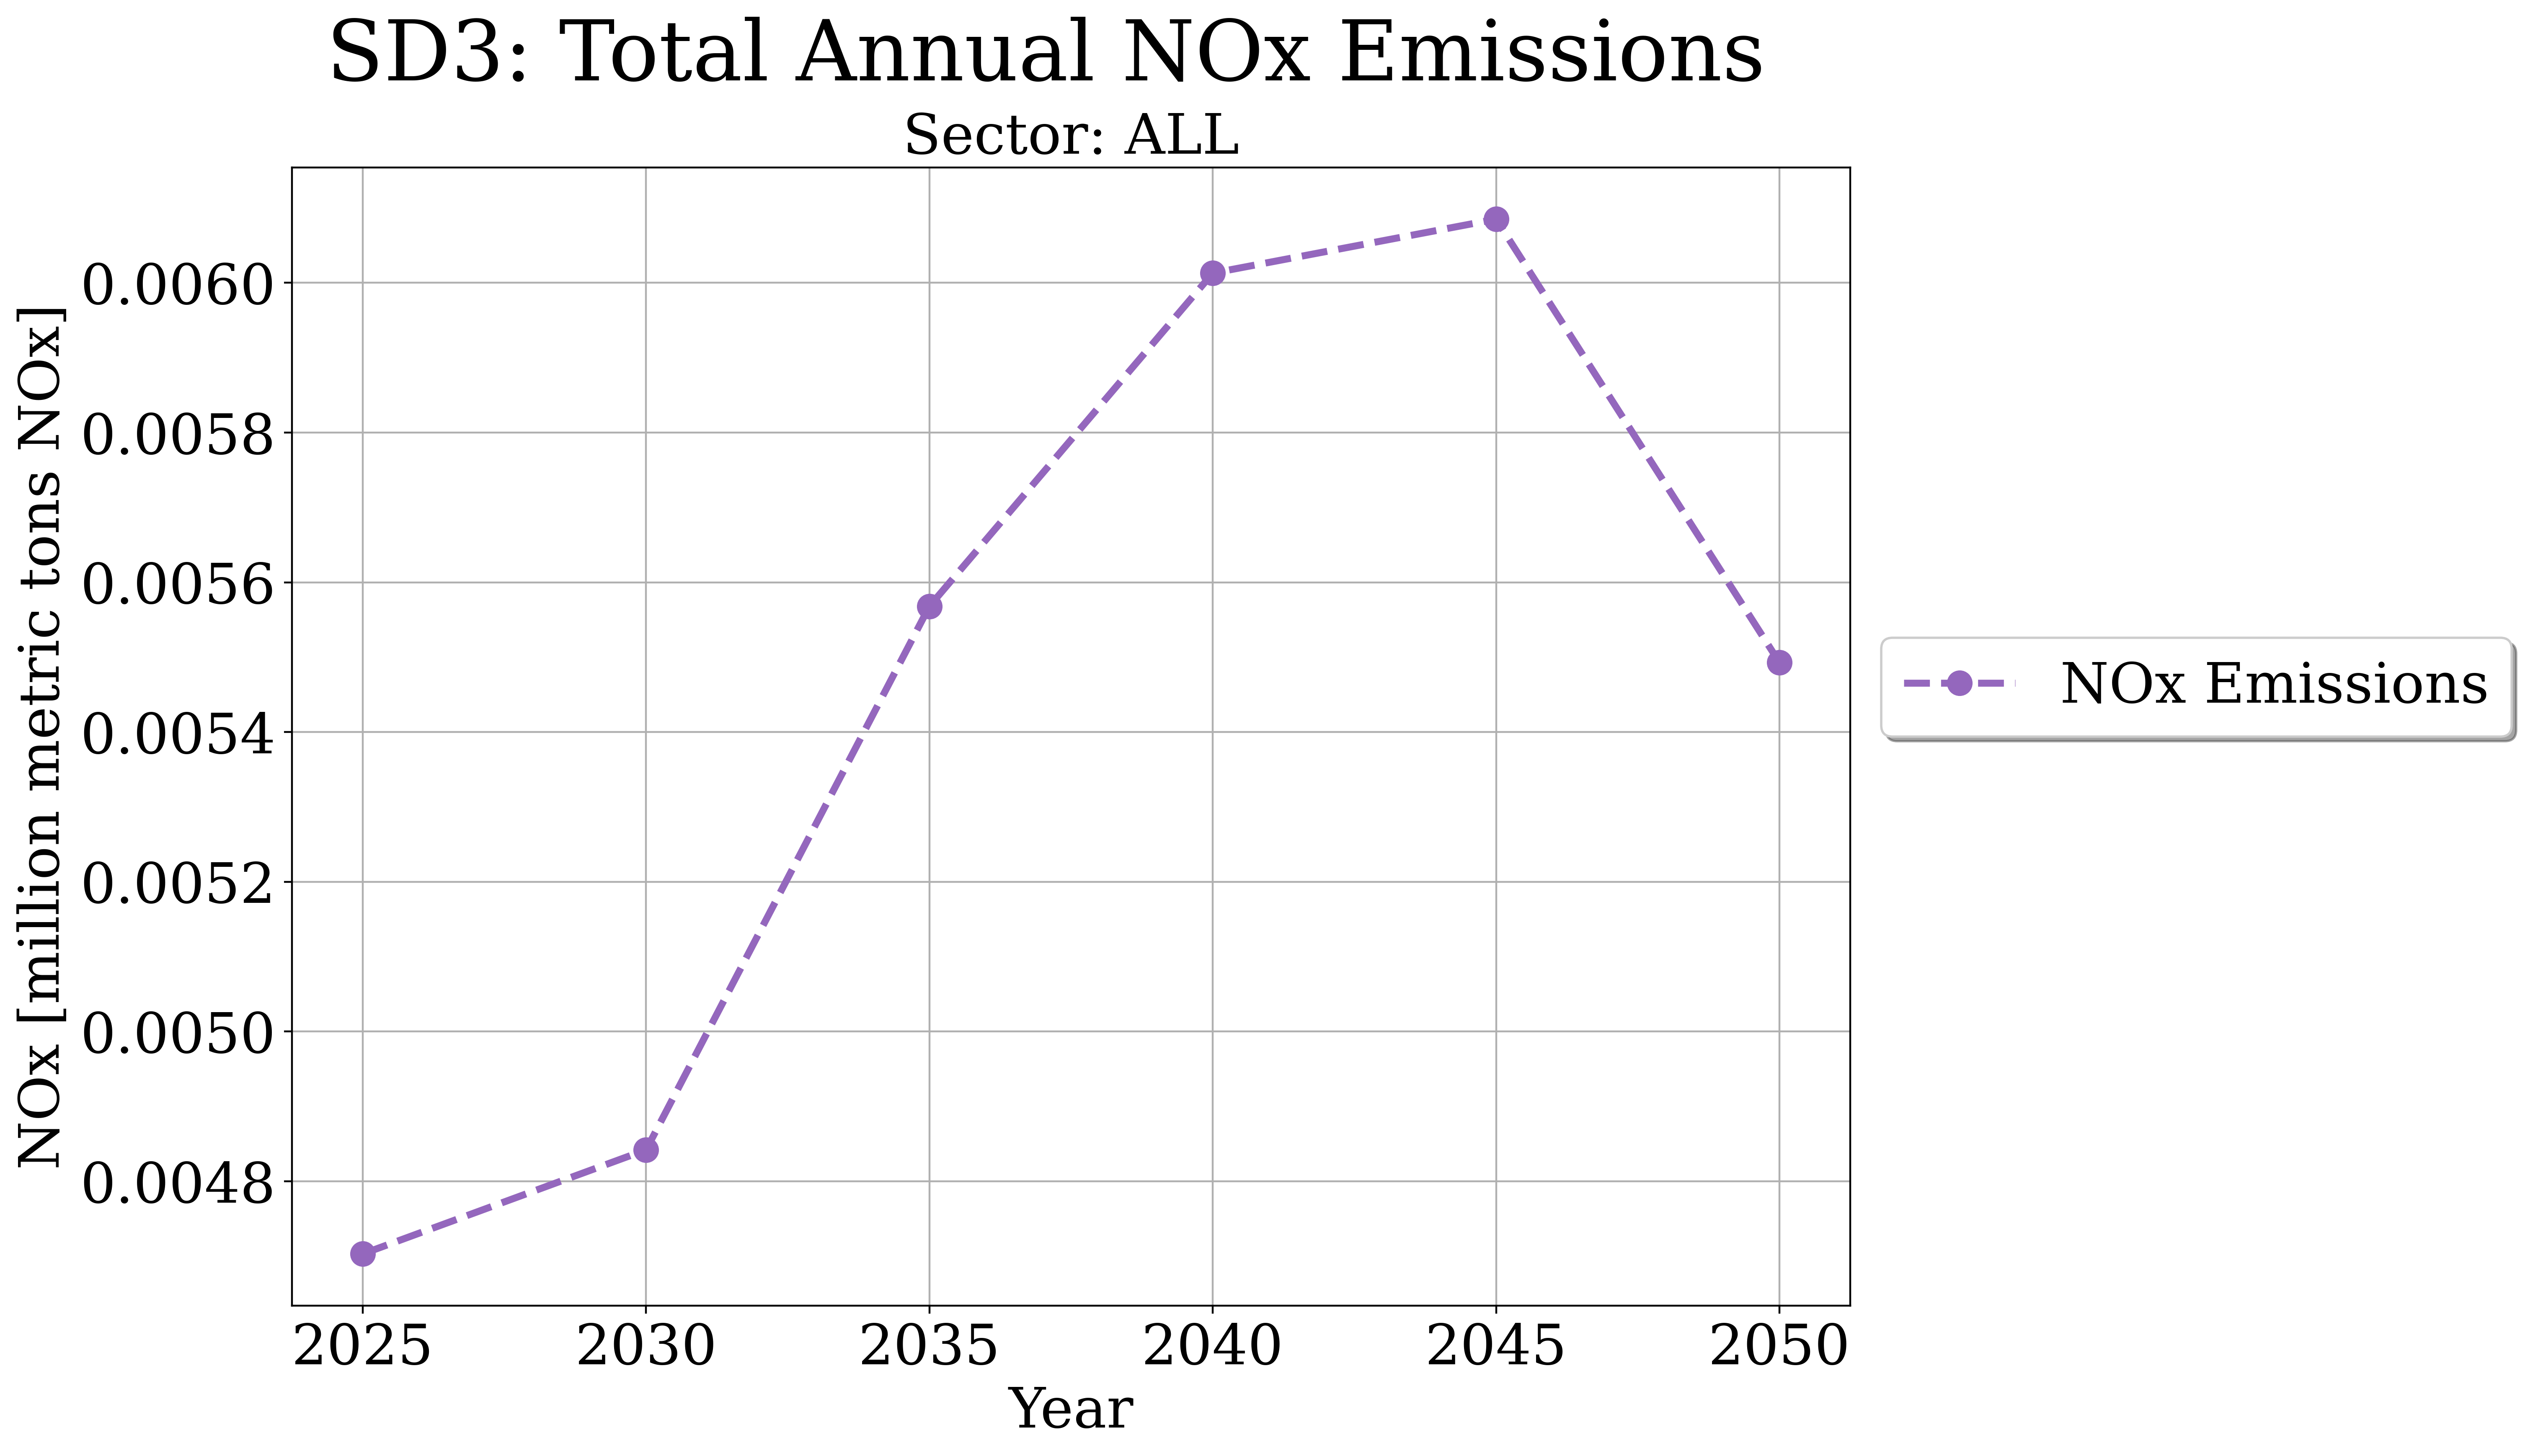 SD3: Total Annual NOx Emissions
Sector: ALL
NOx [million metric tons NOx]
0.0060
0.0058
0.0056
0.0054
0.0052
0.0050
0.0048
2025 2030 2035 2040 2045 2050
Year
NOx Emissions